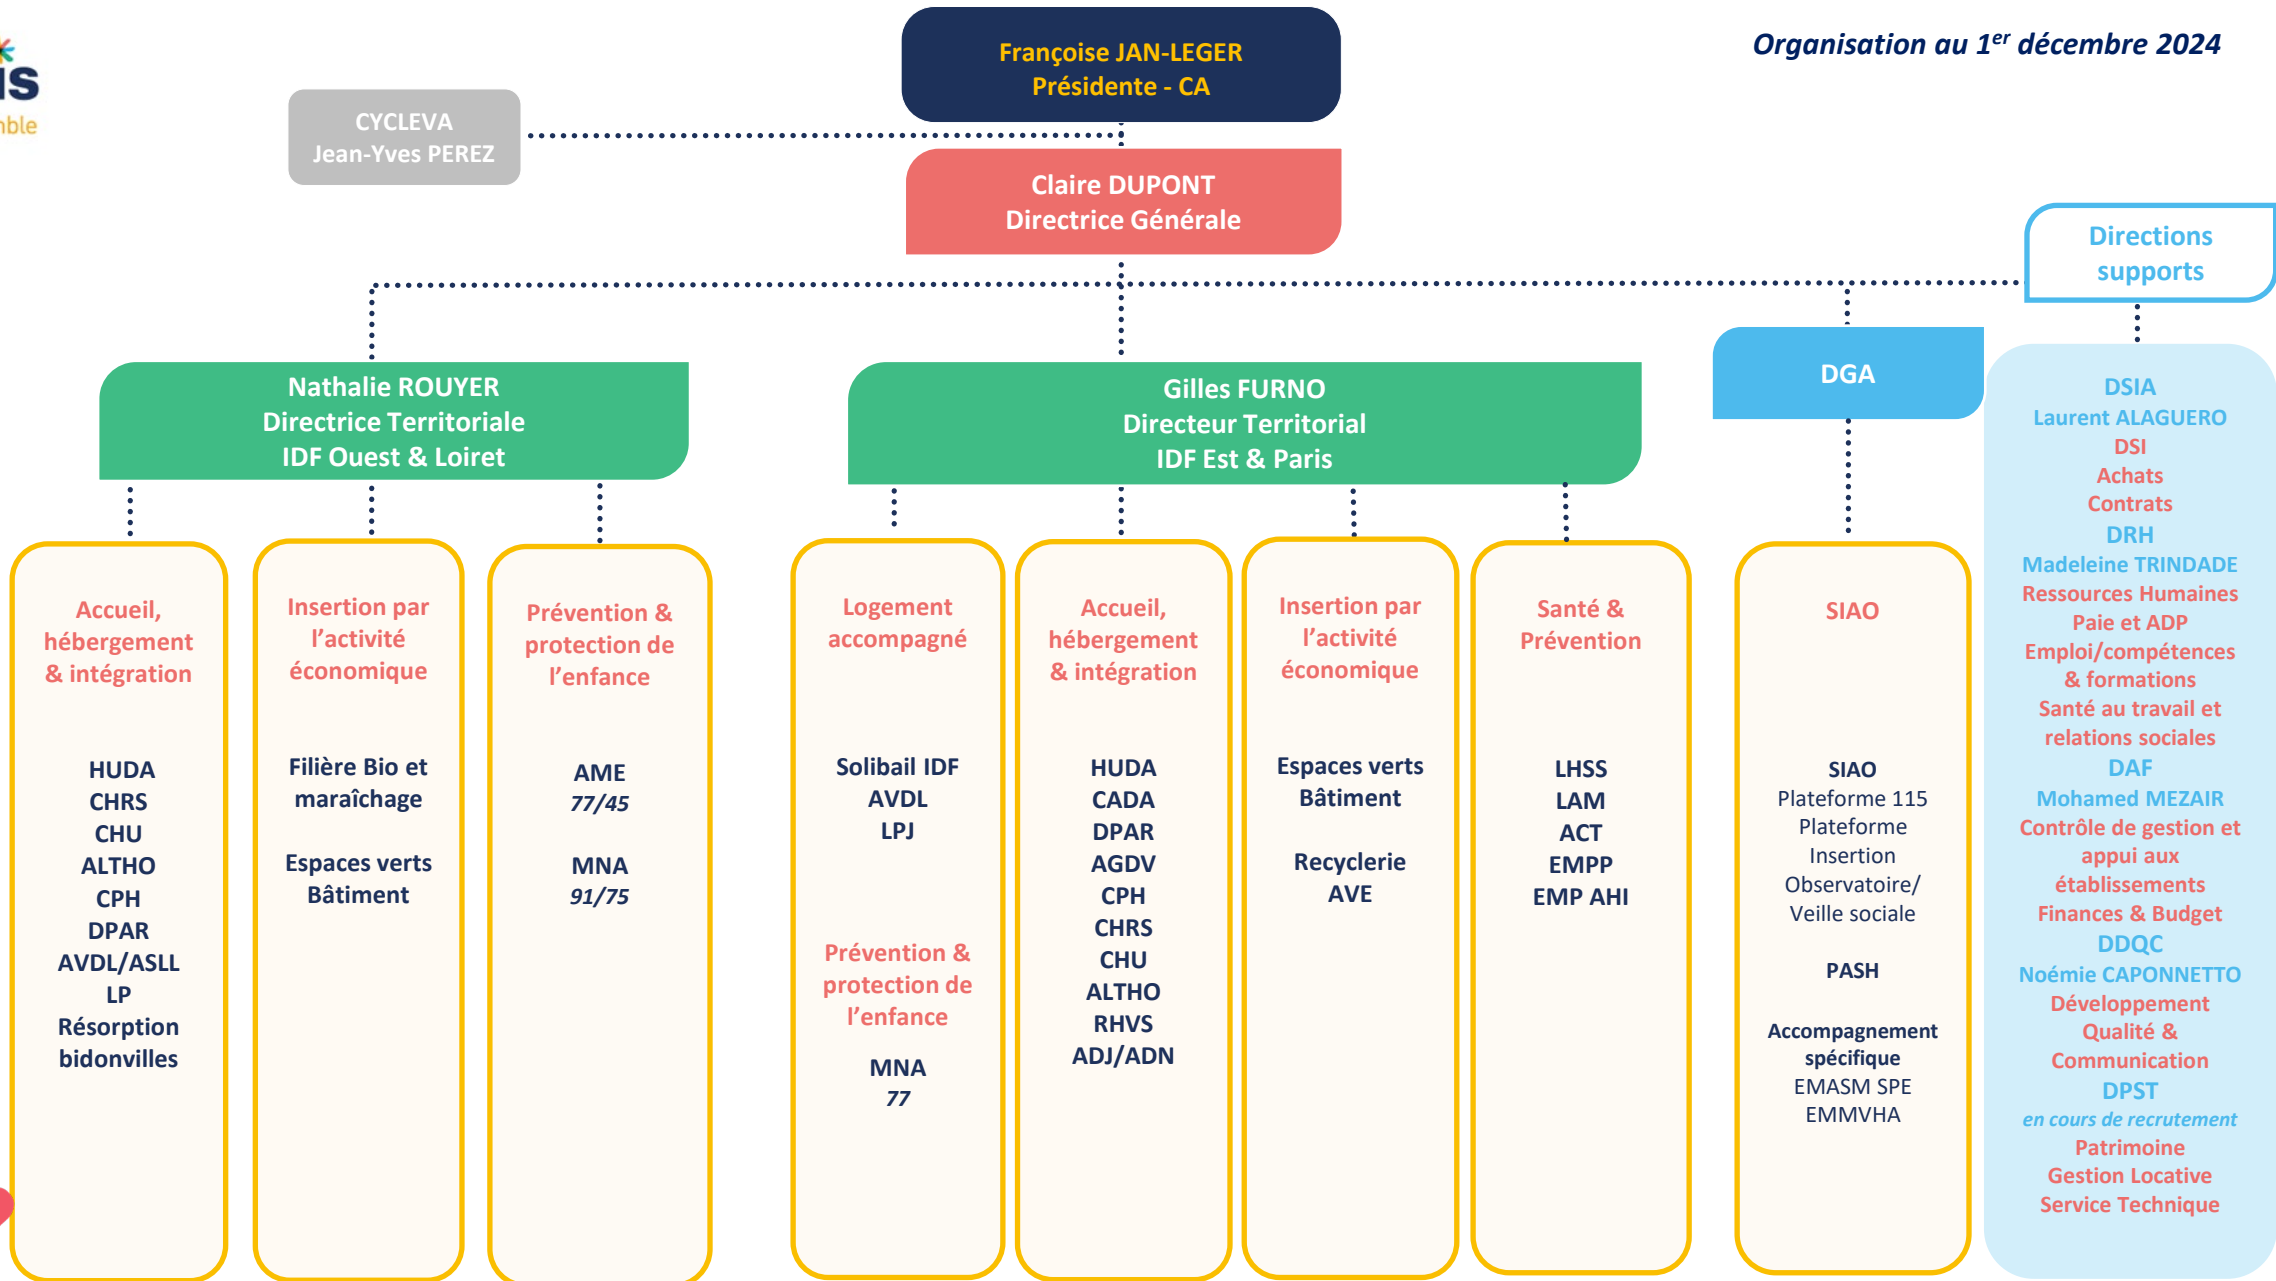 Organisation au 1er décembre 2024
Françoise JAN-LEGER
Présidente - CA
CYCLEVA
Jean-Yves PEREZ
Claire DUPONT
Directrice Générale
Directions
supports
Nathalie ROUYER
Directrice Territoriale
IDF Ouest & Loiret
Gilles FURNO
Directeur Territorial
IDF Est & Paris
DGA
Accueil,
hébergement
& intégration
HUDA
CHRS
CHU
ALTHO
CPH
DPAR
AVDL/ASLL
LP
Résorption
bidonvilles
Insertion par
l’activité
économique
Filière Bio et
maraîchage
Espaces verts
Bâtiment
Prévention &
protection de
l’enfance
AME
77/45
MNA
91/75
Logement
accompagné
Solibail IDF
AVDL
LPJ
Prévention &
protection de
l’enfance
MNA
77
Accueil,
hébergement
& intégration
HUDA
CADA
DPAR
AGDV
CPH
CHRS
CHU
ALTHO
RHVS
ADJ/ADN
Insertion par
l’activité
économique
Espaces verts
Bâtiment
Recyclerie
AVE
Santé &
Prévention
LHSS
LAM
ACT
EMPP
EMP AHI
SIAO
SIAO
Plateforme 115
Plateforme
Insertion
Observatoire/
Veille sociale
PASH
Accompagnement
spécifique
EMASM SPE
EMMVHA
DSIA
Laurent ALAGUERO
DSI
Achats
Contrats
DRH
Madeleine TRINDADE
Ressources Humaines
Paie et ADP
Emploi/compétences
& formations
Santé au travail et
relations sociales
DAF
Mohamed MEZAIR
Contrôle de gestion et
appui aux
établissements
Finances & Budget
DDQC
Noémie CAPONNETTO
Développement
Qualité &
Communication
DPST
en cours de recrutement
Patrimoine
Gestion Locative
Service Technique